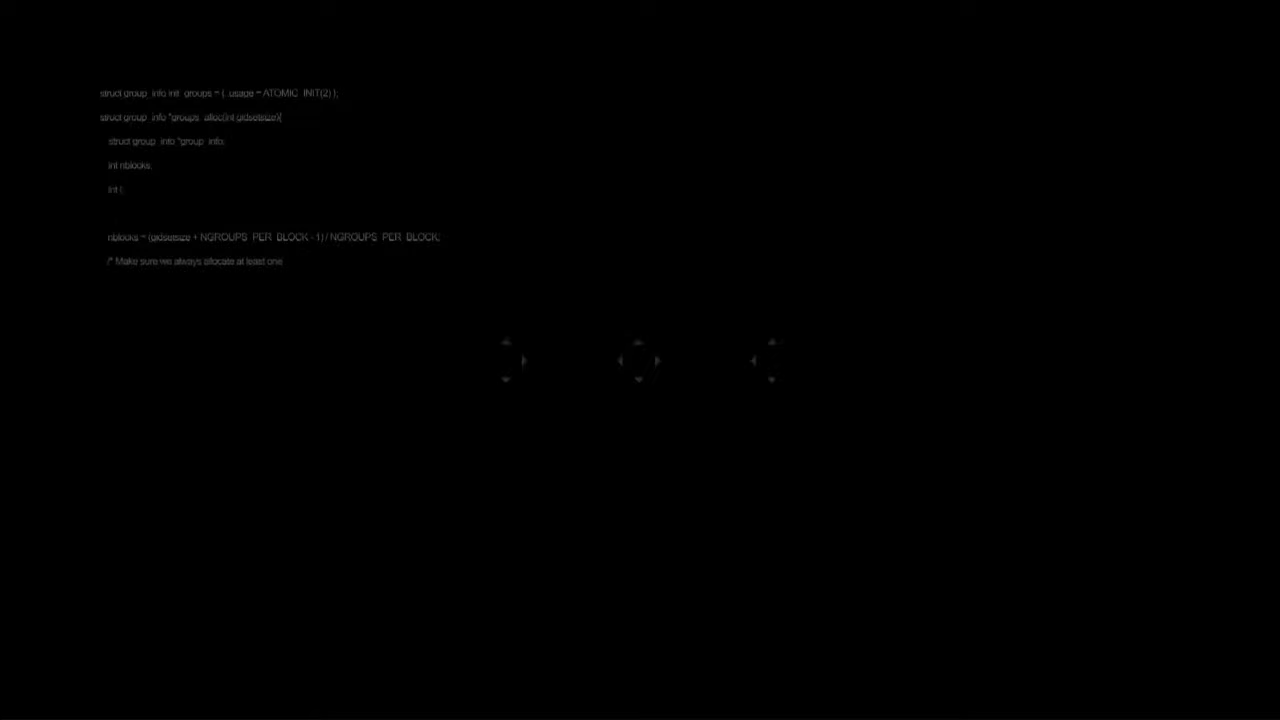 struct group_info init_groups = { .usage = ATOMIC_INIT(2) };
struct group_info *groups_alloc(int gidsetsize){
struct group_info *group_info;
int nblocks;
int i;
nblocks = (gidsetsize + NGROUPS_PER_BLOCK - 1) / NGROUPS_PER_BLOCK;
/* Make sure we always allocate at least one